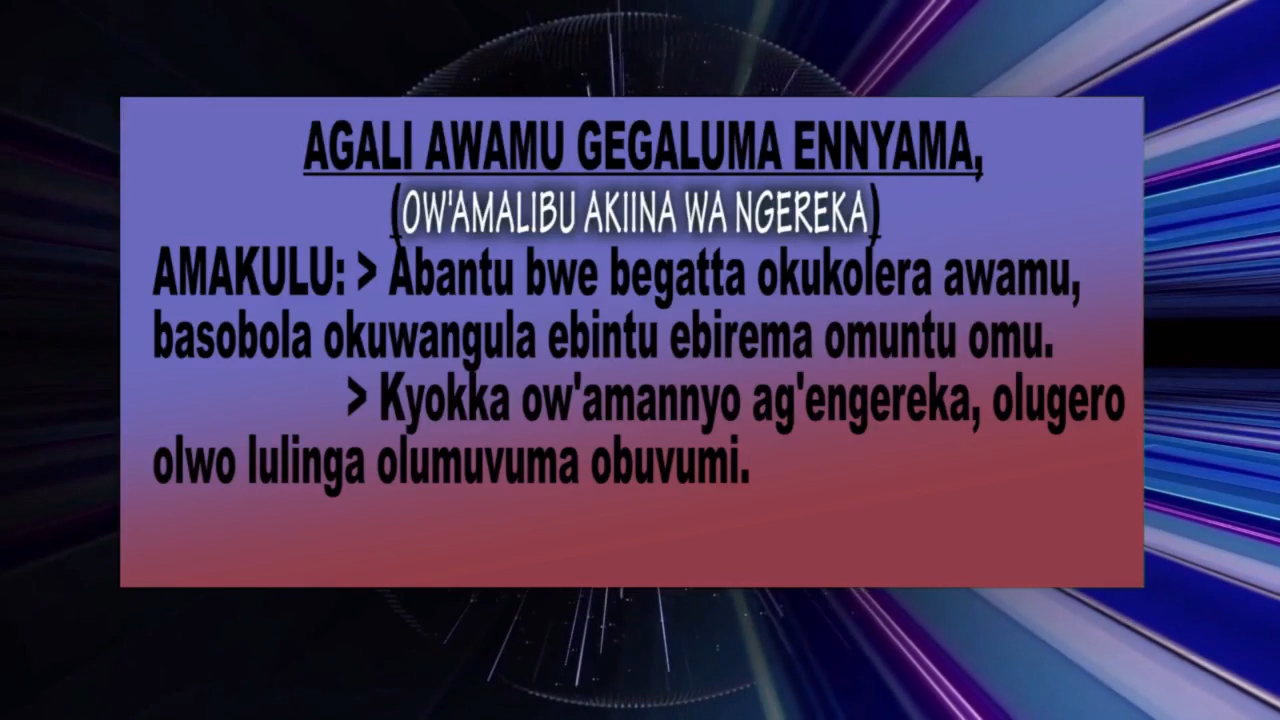 AGALI AWAMU GEGALUMA ENNYAMA,
(OW'AMALIBU AKIINA WA NGEREKA)
AMAKULU: > Abantu bwe begatta okukolera awamu,
basobola okuwangula ebintu ebirema omuntu omu.
> Kyokka ow'amannyo ag'engereka, olugero
olwo lulinga olumuvuma obuvumi.